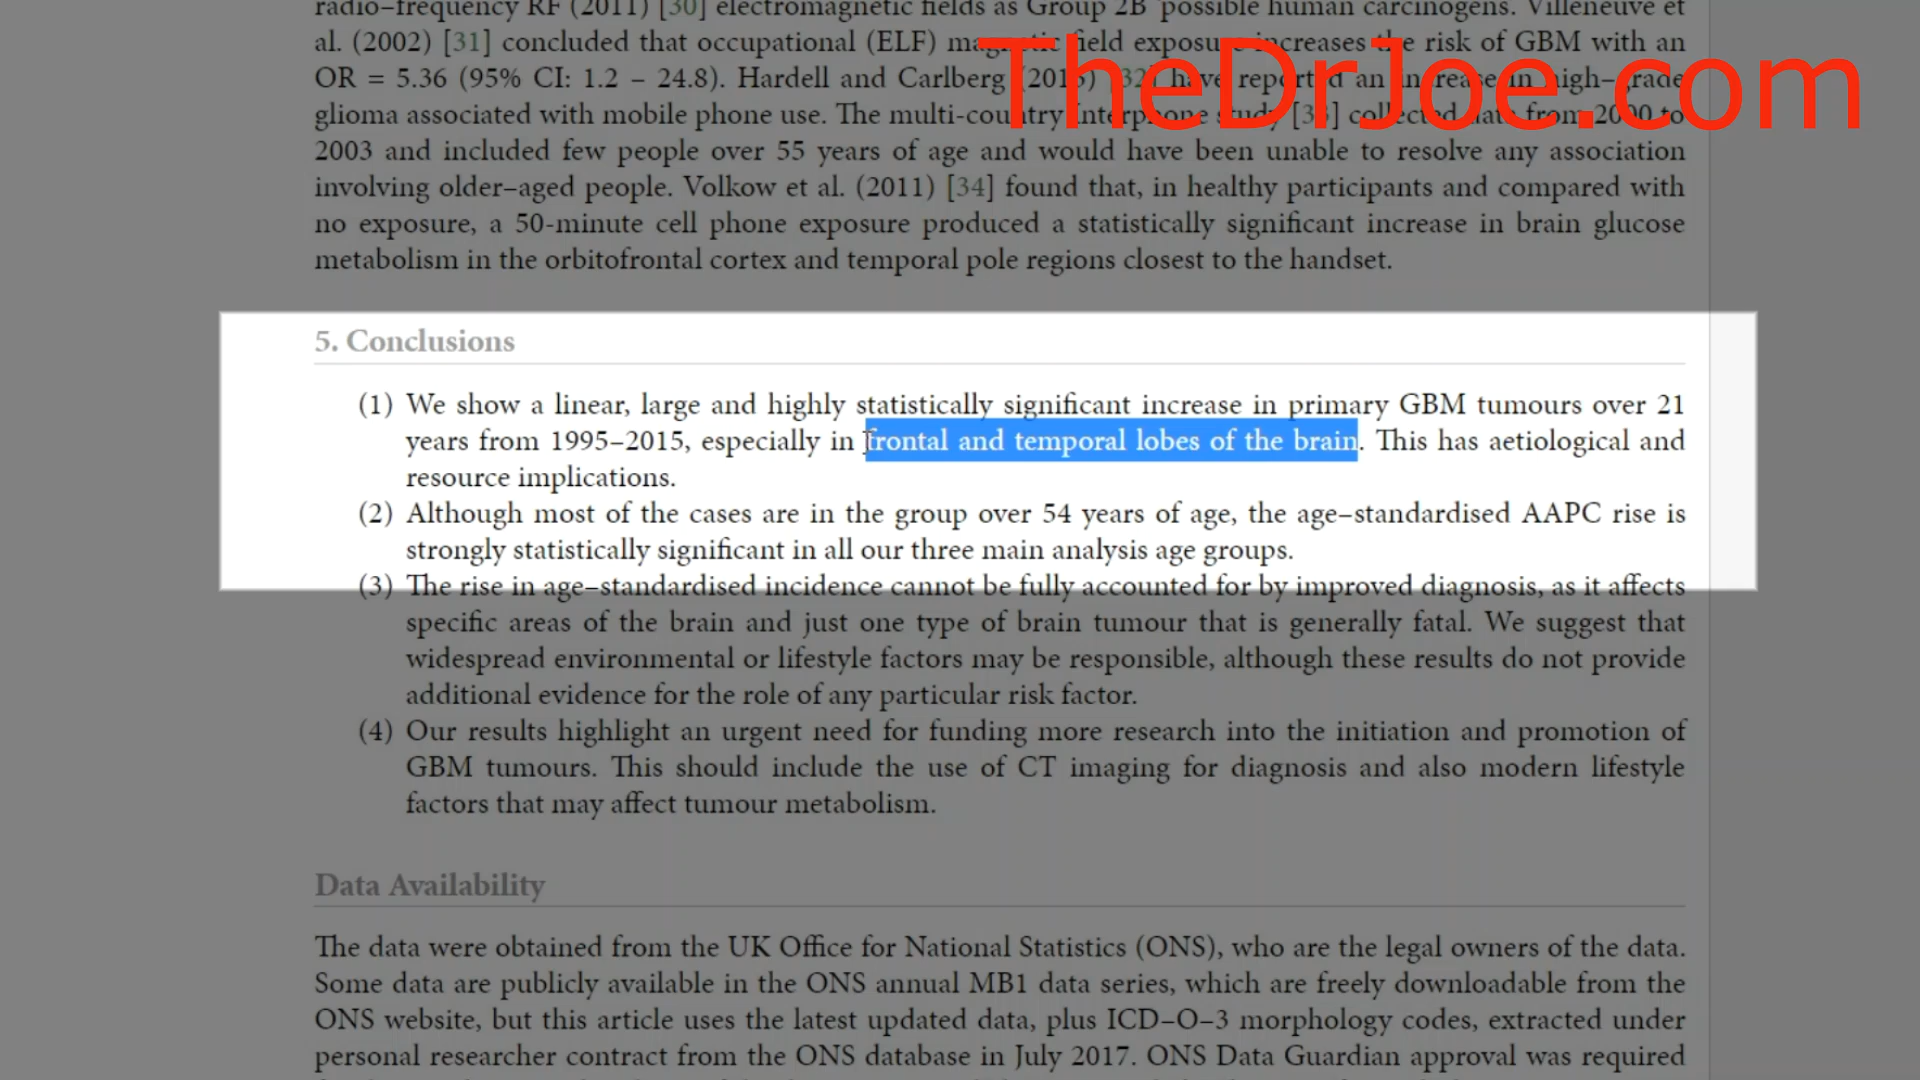 radio–frequency RF (2011) [30] electromagnetic fields as Group 2B possible human carcinogens. Villeneuve et
al. (2002) [31] concluded that occupational (ELF) magnetic field exposure increases the risk of GBM with an
TheDrJoe.com
OR = 5.36 (95% CI: 1.2 – 24.8). Hardell and Carlberg [32] have reported an increase in high–grade
glioma associated with mobile phone use. The multi-country Interphone study collected data from 2000 to
2003 and included few people over 55 years of age and would have been unable to resolve any association
involving older–aged people. Volkow et al. (2011) [34] found that, in healthy participants and compared with
no exposure, a 50-minute cell phone exposure produced a statistically significant increase in brain glucose
metabolism in the orbitofrontal cortex and temporal pole regions closest to the handset.
5. Conclusions
(1) We show a linear, large and highly statistically significant increase in primary GBM tumours over 21
years from 1995–2015, especially in frontal and temporal lobes of the brain. This has aetiological and
resource implications.
(2) Although most of the cases are in the group over 54 years of age, the age–standardised AAPC rise is
strongly statistically significant in all our three main analysis age groups.
(3) The rise in age–standardised incidence cannot be fully accounted for by improved diagnosis, as it affects
specific areas of the brain and just one type of brain tumour that is generally fatal. We suggest that
widespread environmental or lifestyle factors may be responsible, although these results do not provide
additional evidence for the role of any particular risk factor.
(4) Our results highlight an urgent need for funding more research into the initiation and promotion of
GBM tumours. This should include the use of CT imaging for diagnosis and also modern lifestyle
factors that may affect tumour metabolism.
Data Availability
The data were obtained from the UK Office for National Statistics (ONS), who are the legal owners of the data.
Some data are publicly available in the ONS annual MB1 data series, which are freely downloadable from the
ONS website, but this article uses the latest updated data, plus ICD–O–3 morphology codes, extracted under
personal researcher contract from the ONS database in July 2017. ONS Data Guardian approval was required